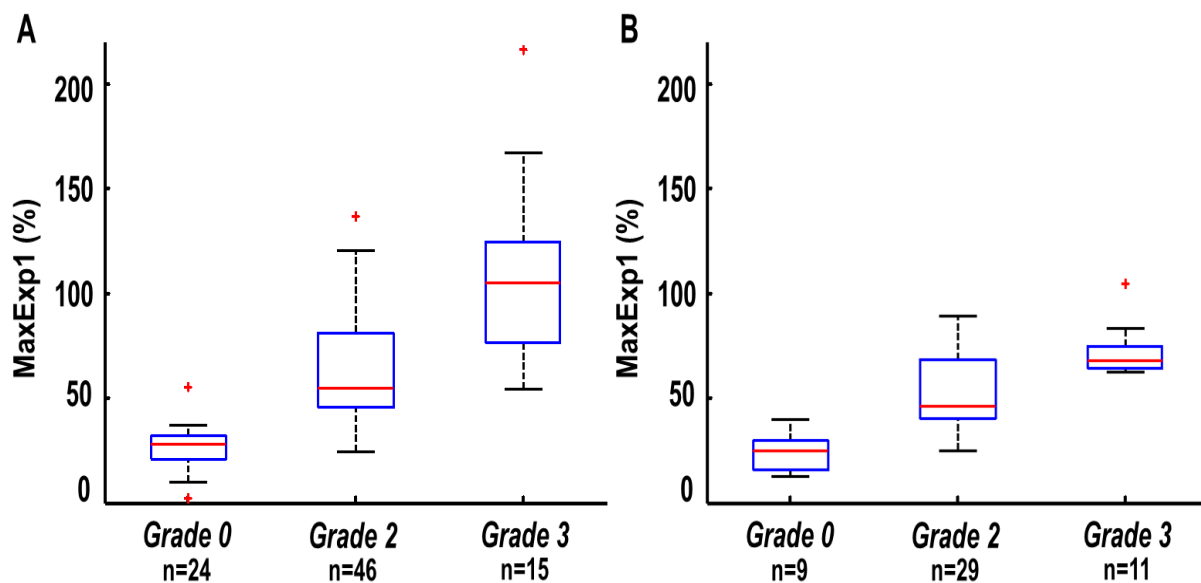 A
MaxExp1 (%)
200
150
100
50
0
Grade 0 Grade 2 Grade 3
n=24 n=46 n=15
B
MaxExp1 (%)
200
150
100
50
0
Grade 0 Grade 2 Grade 3
n=9 n=29 n=11